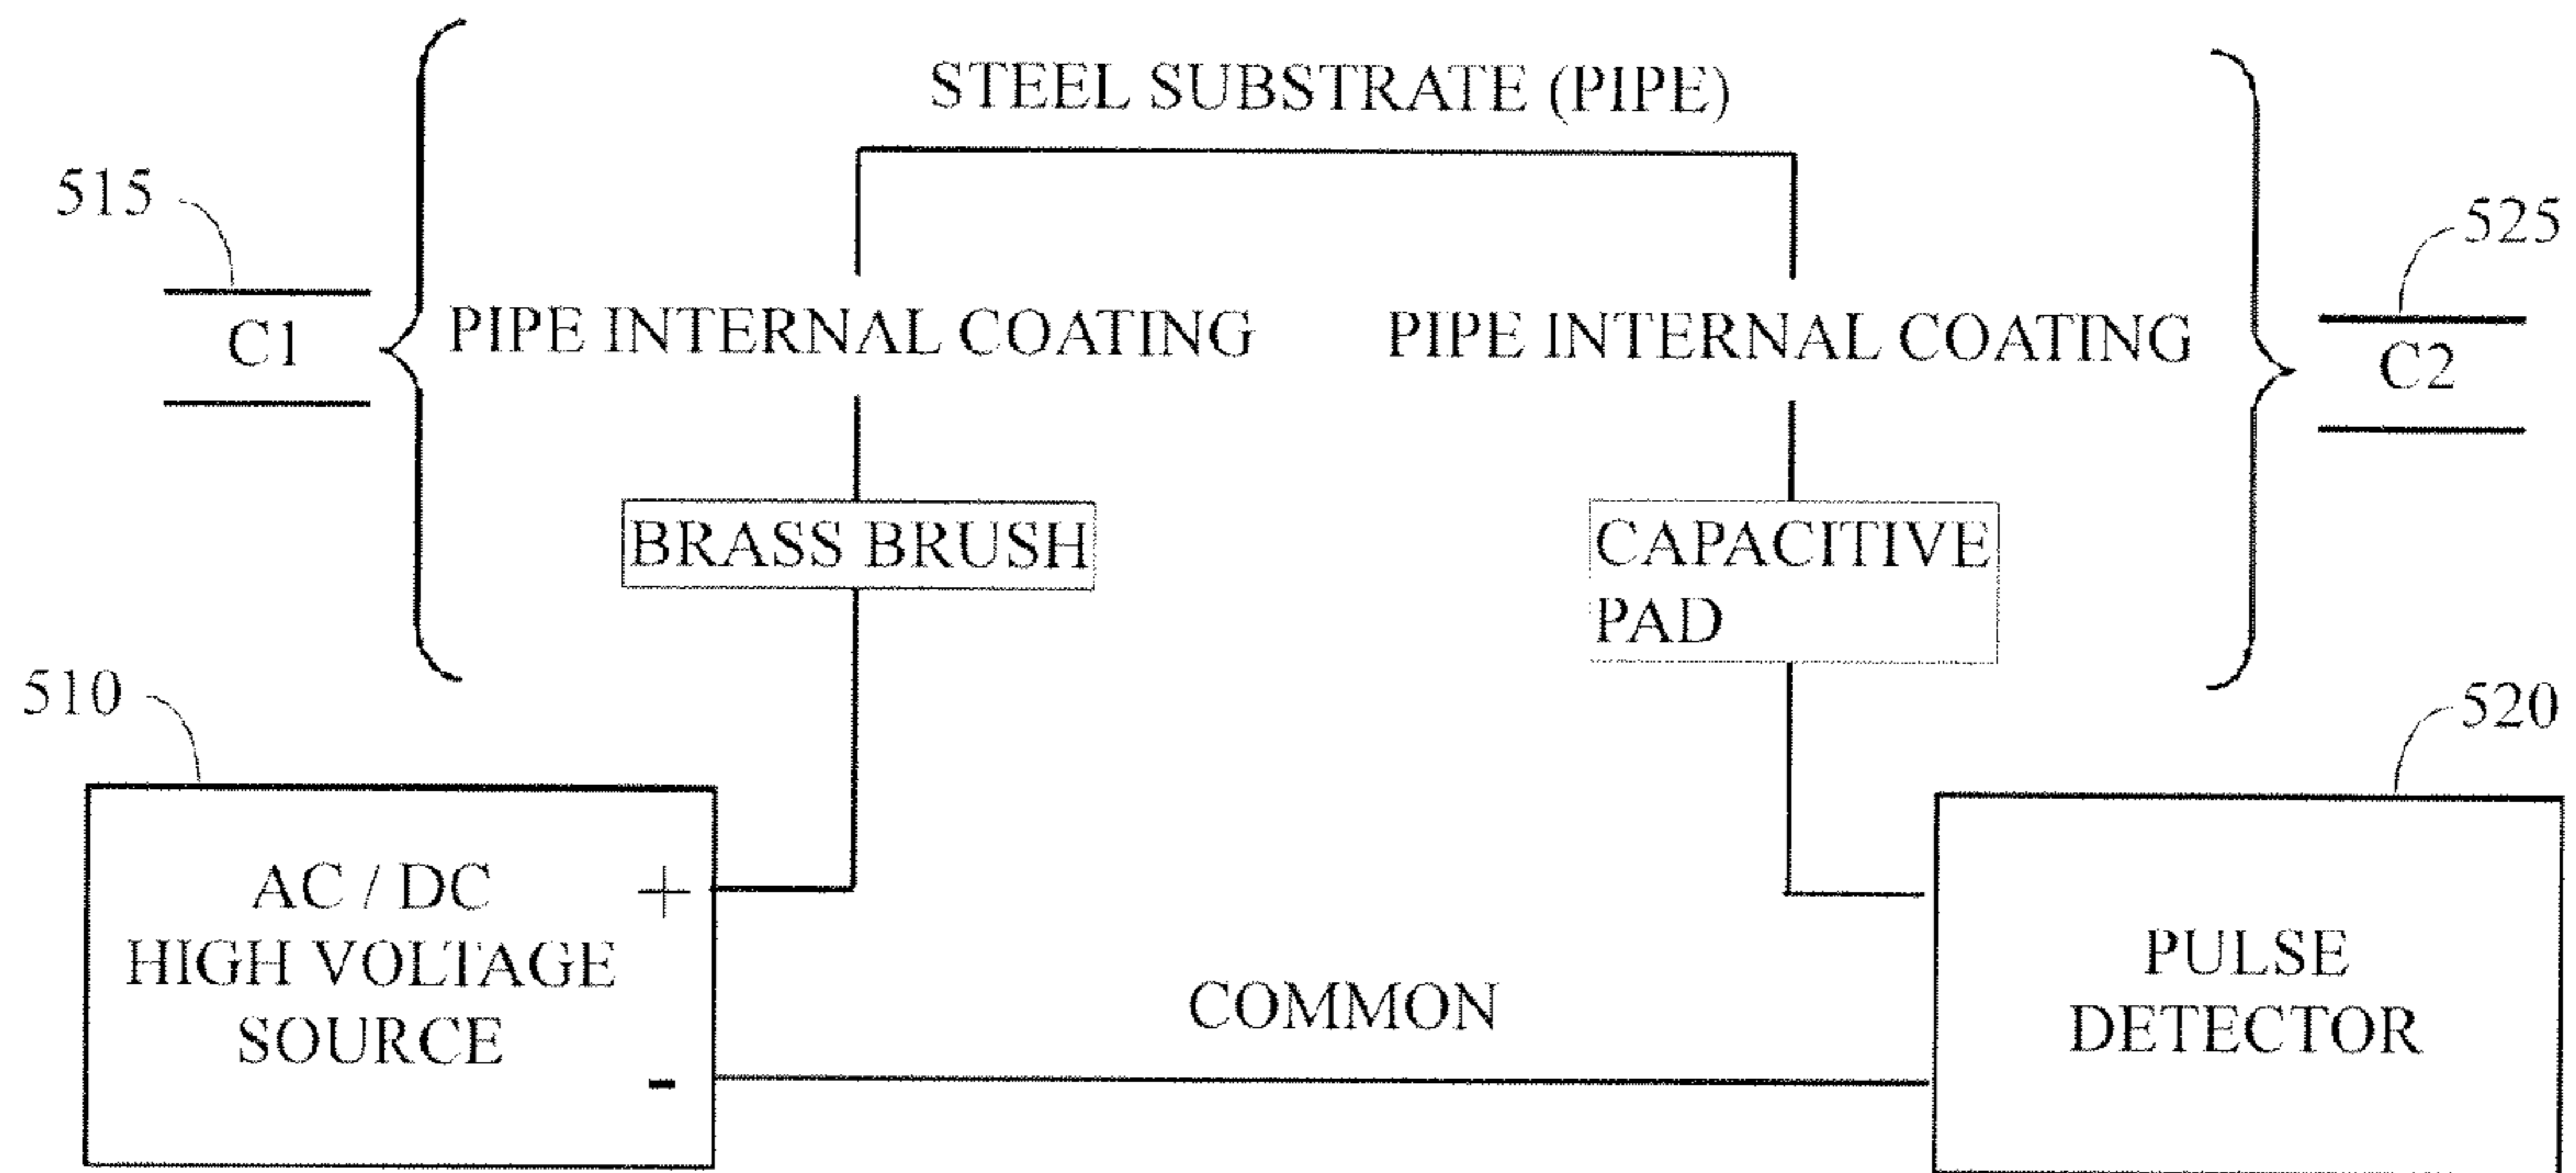 STEEL SUBSTRATE (PIPE)
515
525
C1
PIPE INTERNAL COATING
PIPE INTERNAL COATING
C2
BRASS BRUSH
CAPACITIVE
PAD
510
520
AC / DC
HIGH VOLTAGE
SOURCE
+
-
COMMON
PULSE
DETECTOR